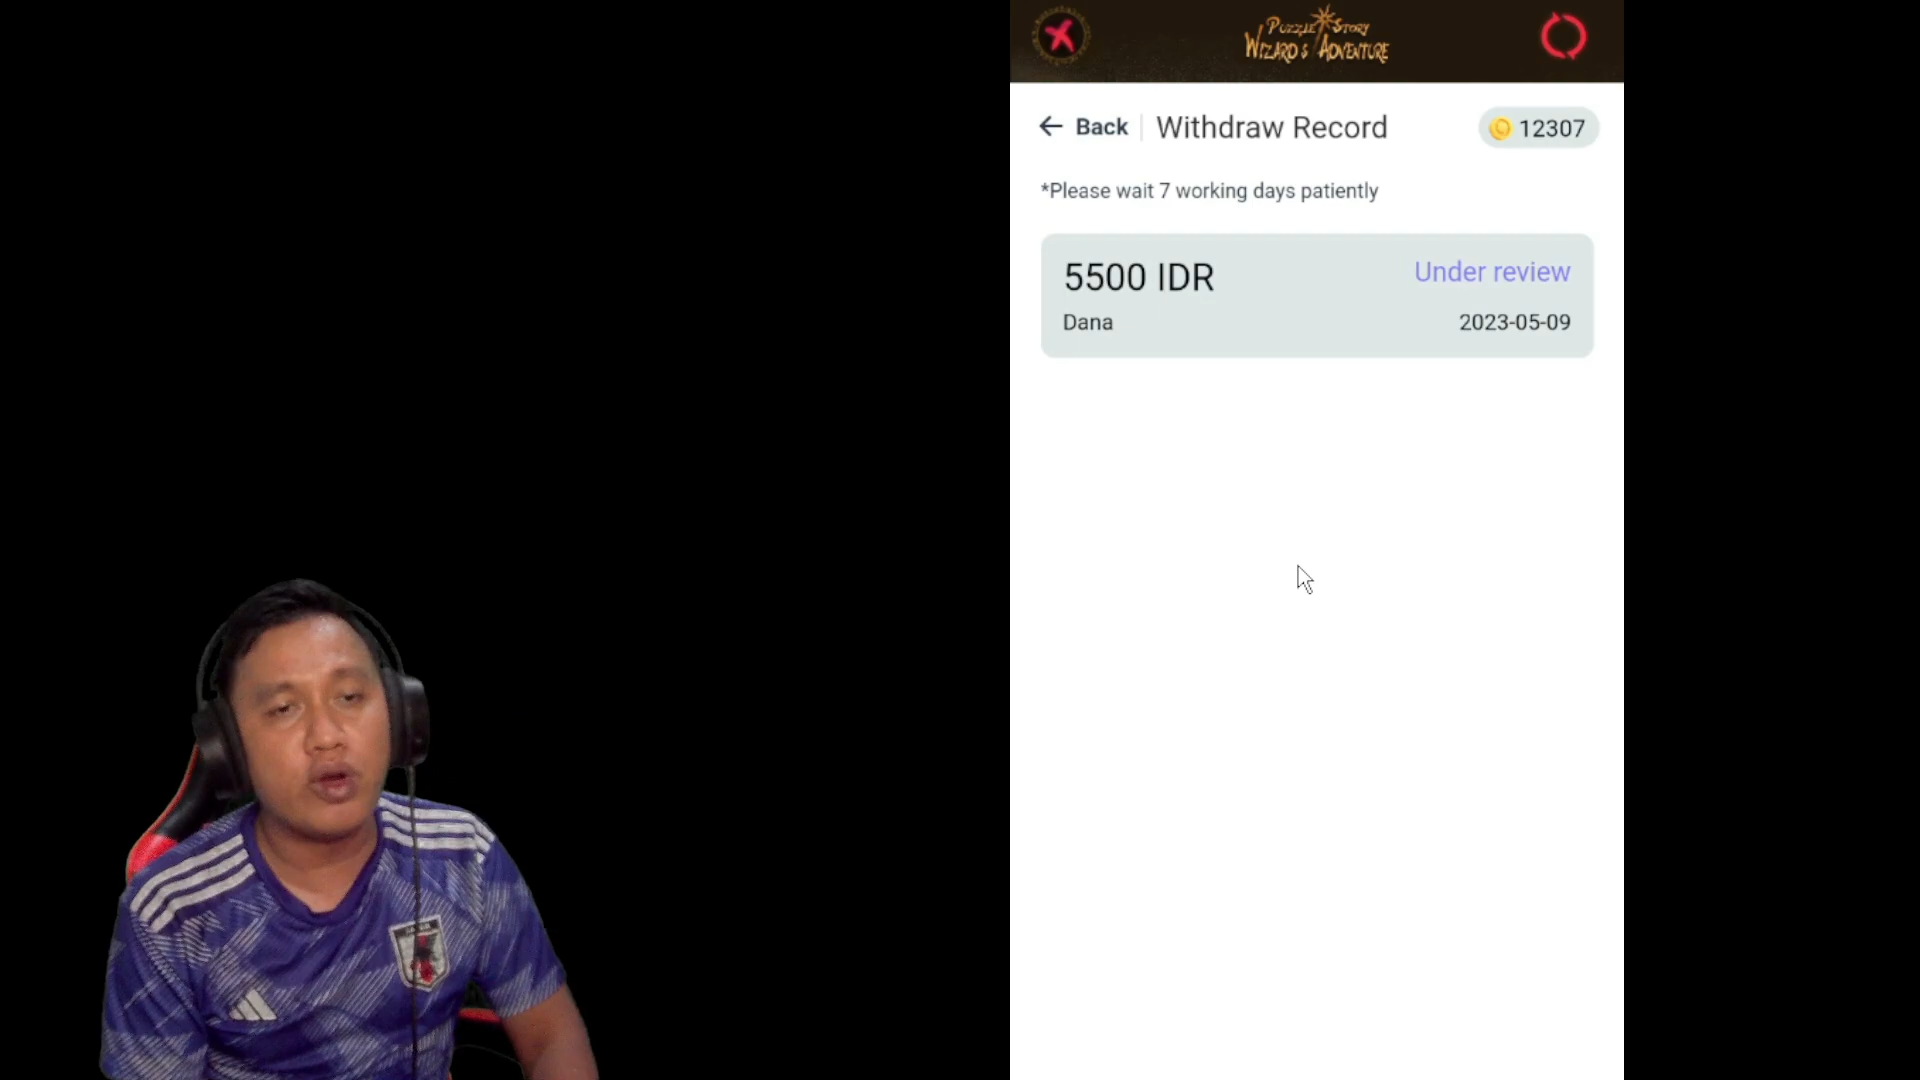 Puzzle Story
Wizard's Adventure
Back
Withdraw Record
12307
*Please wait 7 working days patiently
5500 IDR
Under review
Dana
2023-05-09